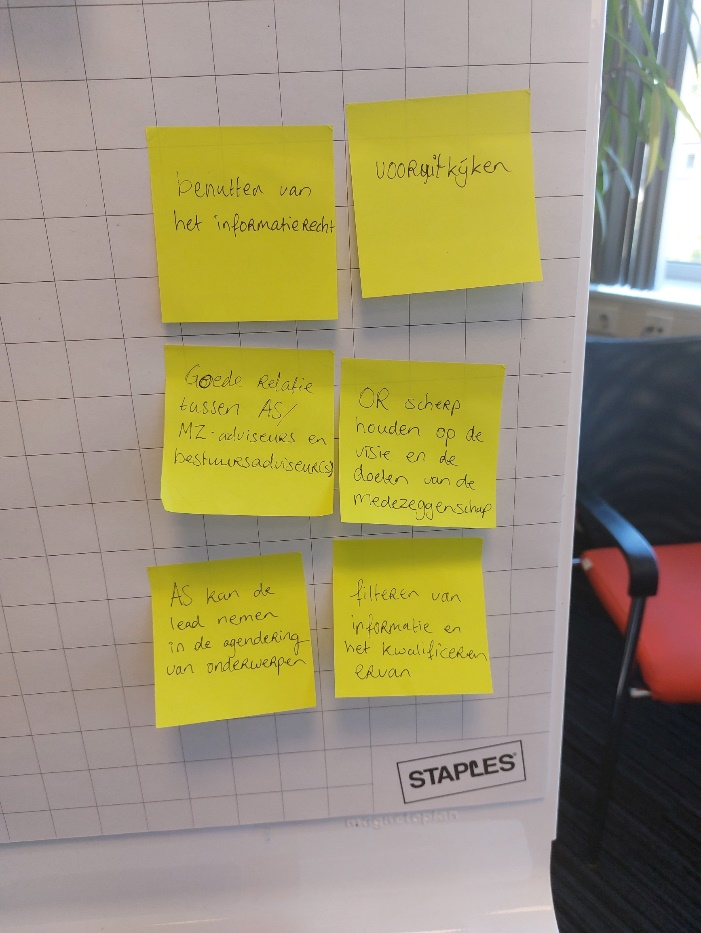 benutten van
het informatierecht
vooruitkijken
Goede relatie
tussen AS/
MZ-adviseurs en
bestuursadviseur(s)
OR scherp
houden op de
visie en de
doelen van de
medezeggenschap
AS kan de
lead nemen
in de agendering
van onderwerpen
filteren van
informatie en
het kwalificeren
ervan
STAPLES